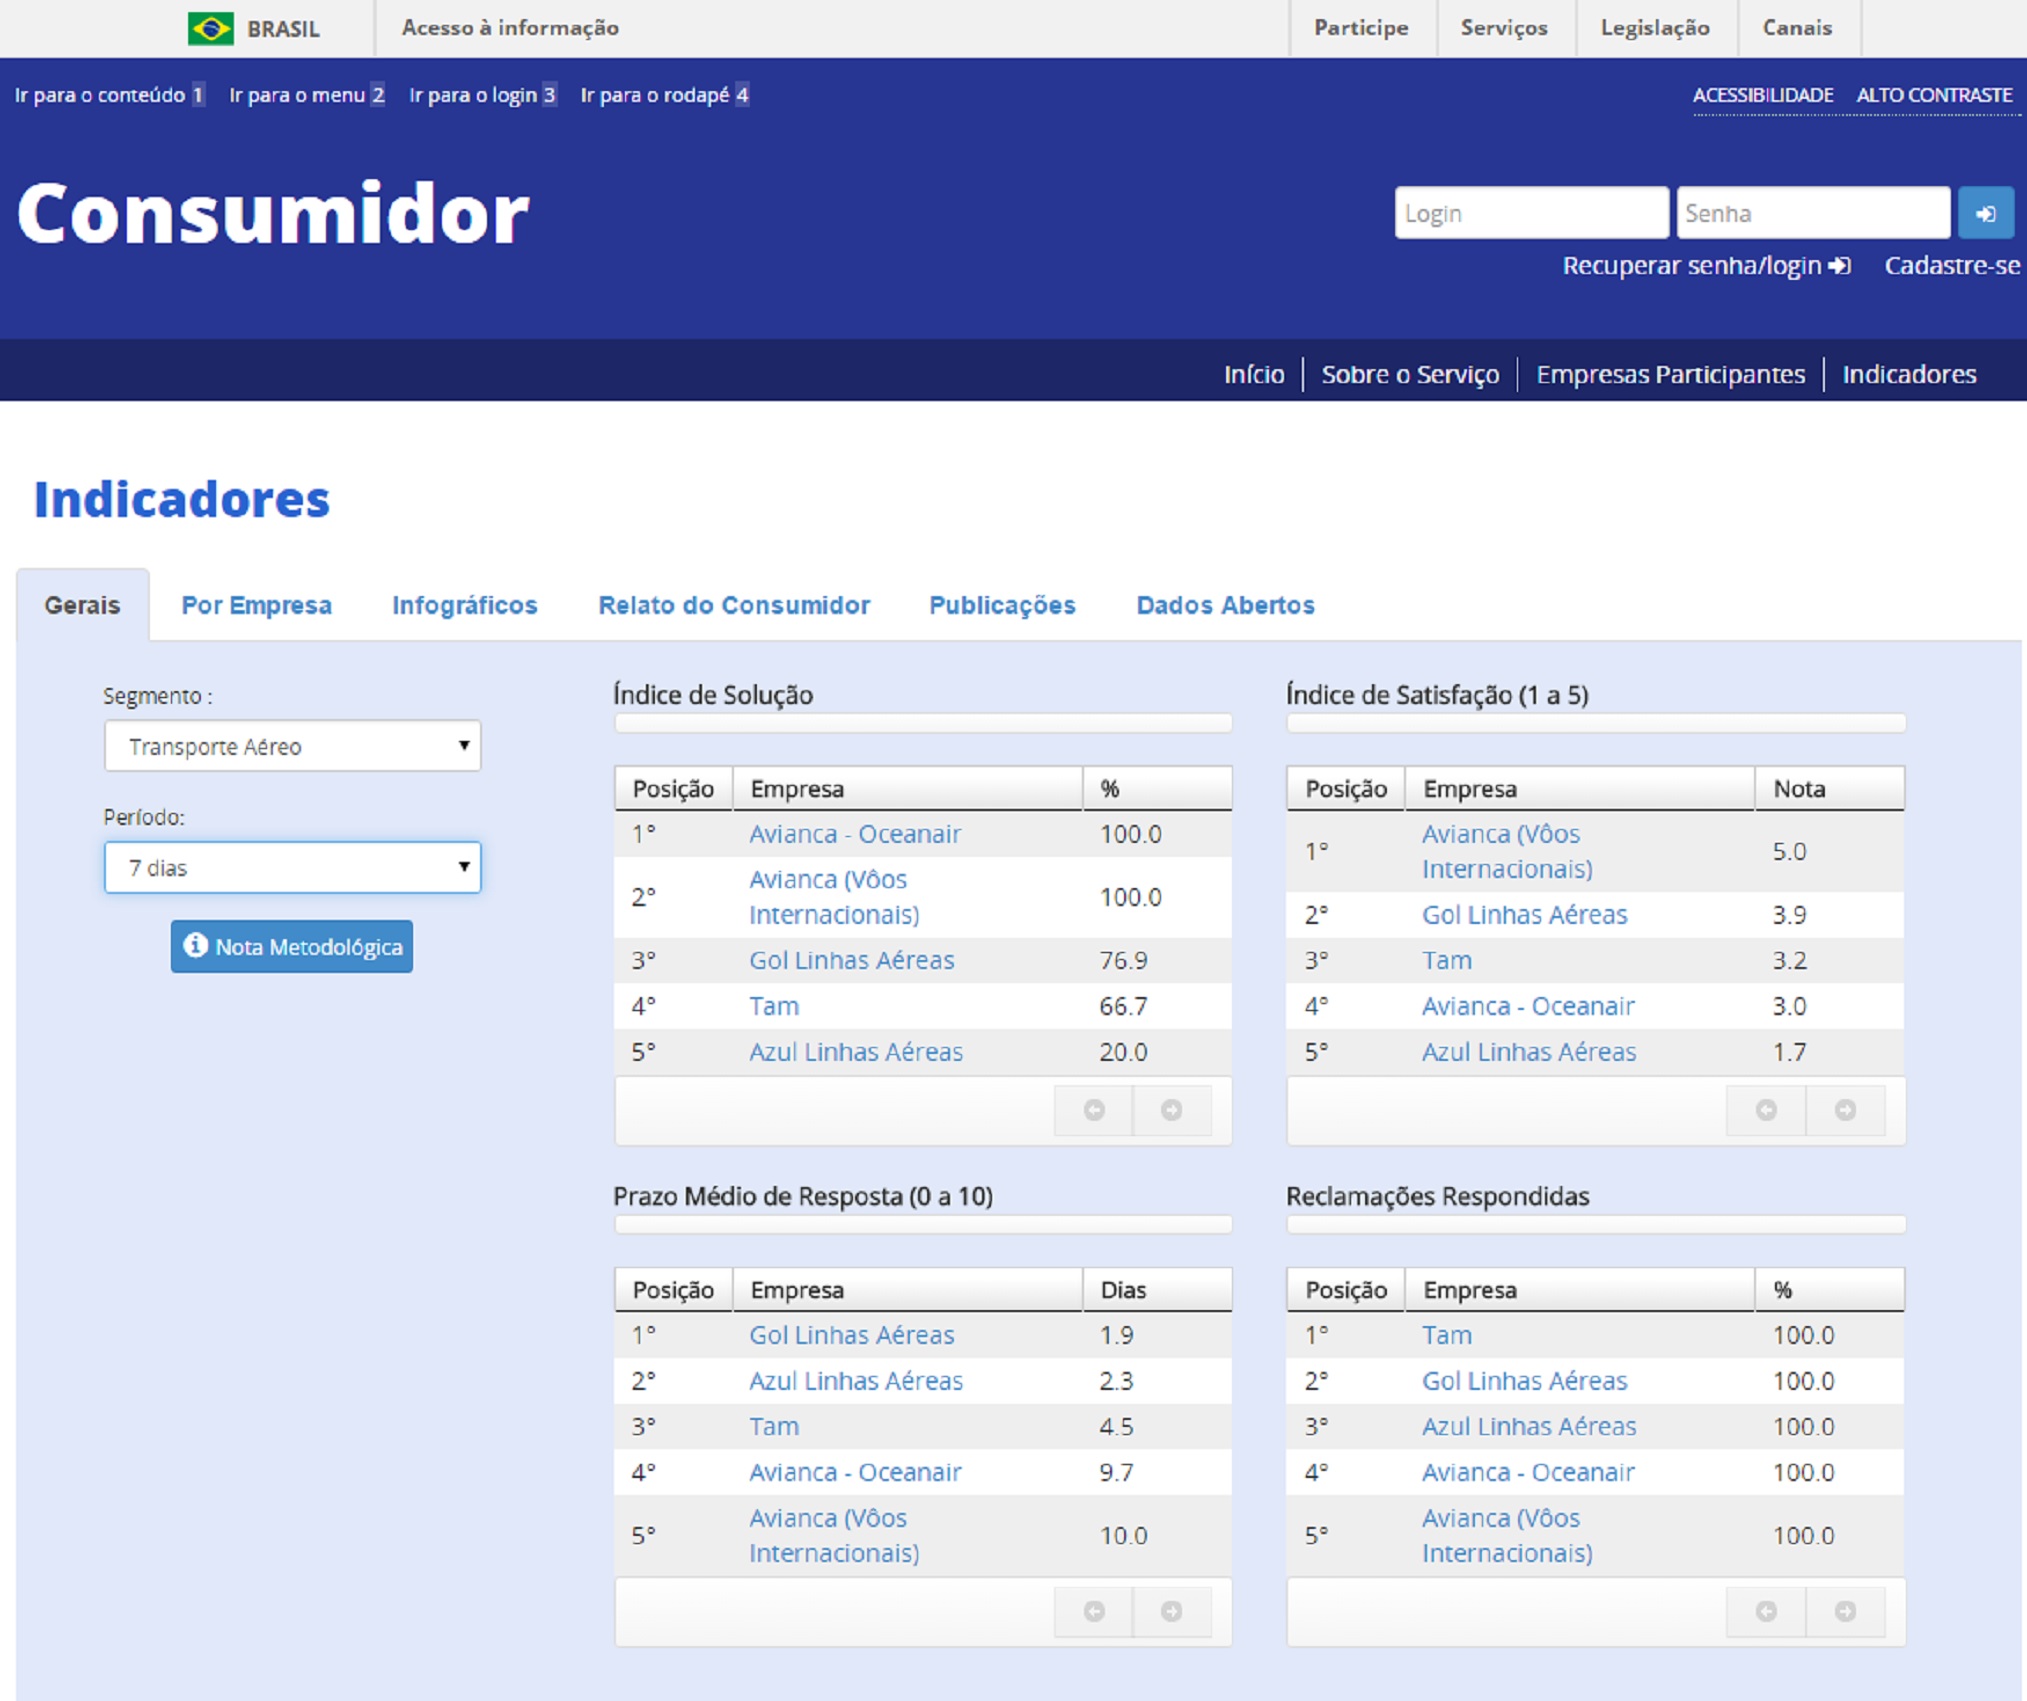 BRASIL Acesso à informação Participe Serviços Legislação Canais
Ir para o conteúdo 1 Ir para o menu 2 Ir para o login 3 Ir para o rodapé 4 ACESSIBILIDADE ALTO CONTRASTE
Consumidor
Login Senha
Recuperar senha/login Cadastre-se
Início Sobre o Serviço Empresas Participantes Indicadores
Indicadores
Gerais Por Empresa Infográficos Relato do Consumidor Publicações Dados Abertos
Segmento :
Transporte Aéreo
Período:
7 dias
Nota Metodológica
Índice de Solução
Posição Empresa %
1° Avianca - Oceanair 100.0
2° Avianca (Vôos Internacionais) 100.0
3° Gol Linhas Aéreas 76.9
4° Tam 66.7
5° Azul Linhas Aéreas 20.0
Índice de Satisfação (1 a 5)
Posição Empresa Nota
1° Avianca (Vôos Internacionais) 5.0
2° Gol Linhas Aéreas 3.9
3° Tam 3.2
4° Avianca - Oceanair 3.0
5° Azul Linhas Aéreas 1.7
Prazo Médio de Resposta (0 a 10)
Posição Empresa Dias
1° Gol Linhas Aéreas 1.9
2° Azul Linhas Aéreas 2.3
3° Tam 4.5
4° Avianca - Oceanair 9.7
5° Avianca (Vôos Internacionais) 10.0
Reclamações Respondidas
Posição Empresa %
1° Tam 100.0
2° Gol Linhas Aéreas 100.0
3° Azul Linhas Aéreas 100.0
4° Avianca - Oceanair 100.0
5° Avianca (Vôos Internacionais) 100.0